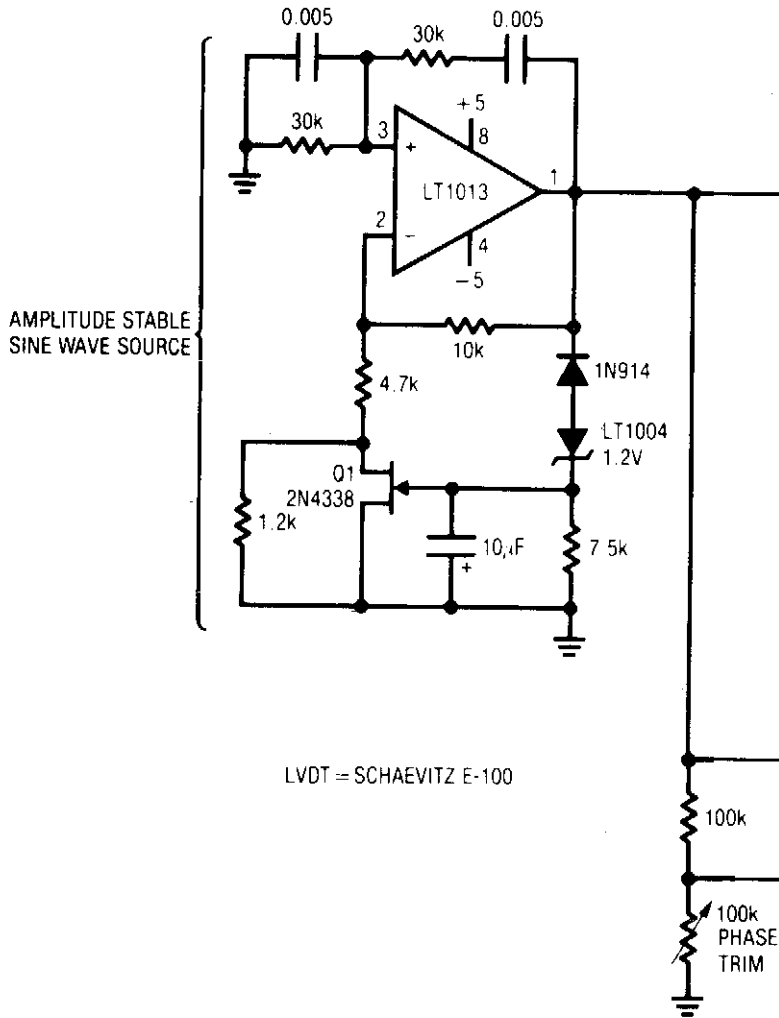 0.005
0.005
30k
30k
3
+
+5
8
LT1013
1
2
−
4
−5
AMPLITUDE STABLE
SINE WAVE SOURCE
10k
1N914
4.7k
LT1004
1.2V
Q1
2N4338
1.2k
10μF
+
7.5k
LVDT = SCHAEVITZ E-100
100k
100k
PHASE
TRIM